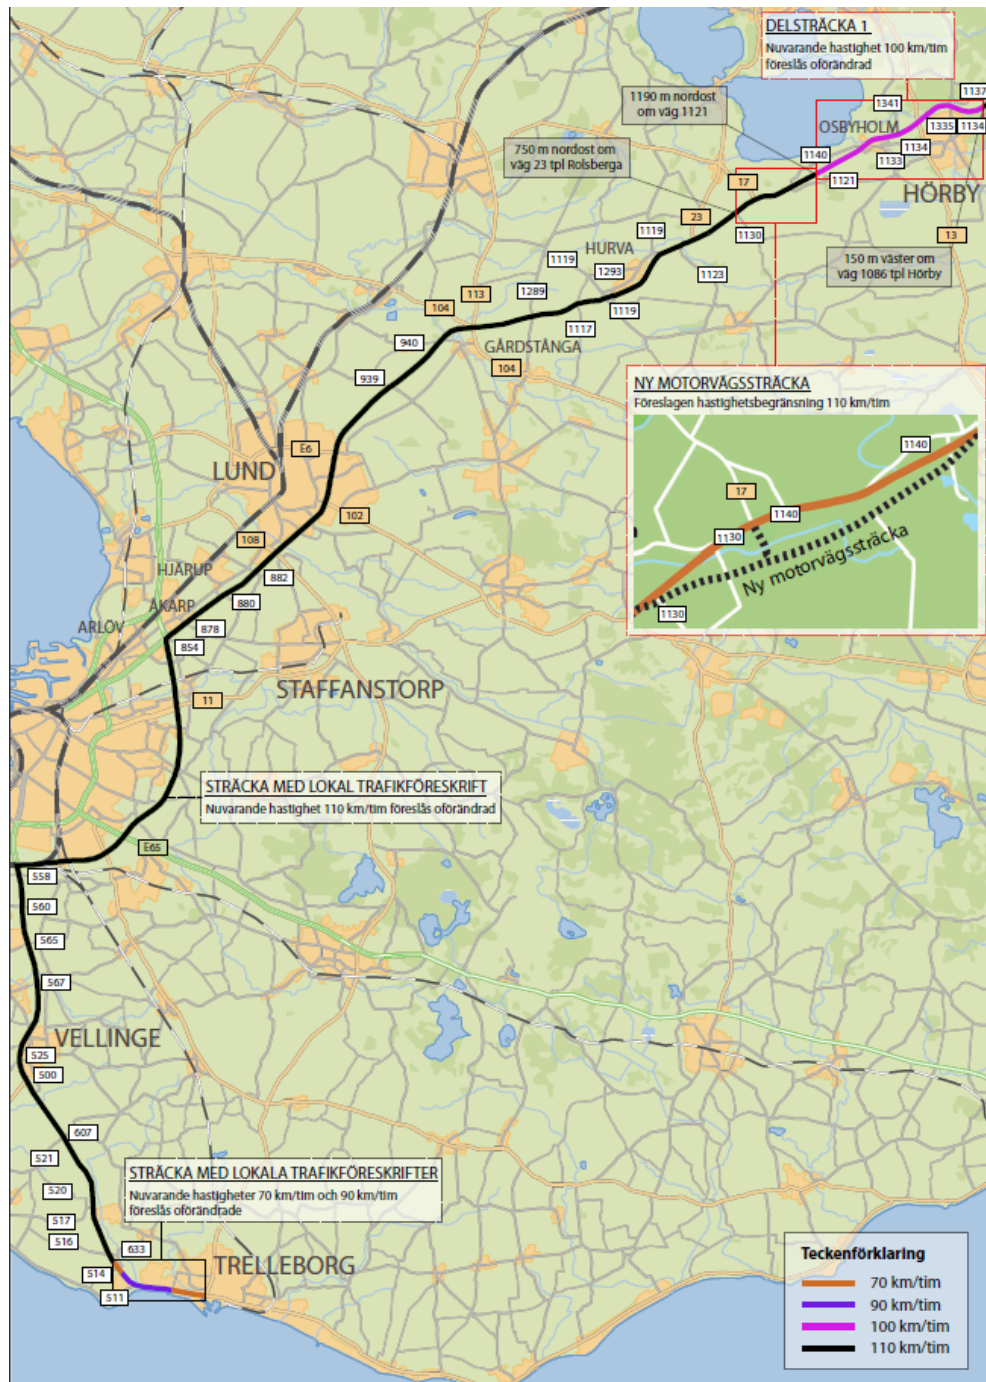 DELSTRÄCKA 1
Nuvarande hastighet 100 km/tim
föreslås oförändrad
1137
1190 m nordost
om väg 1121
1341
OSBYHOLM
1335
1134
750 m nordost om
väg 23 tpl Rolsberga
1140
1134
1133
17
1121
HÖRBY
23
1119
1130
13
HURVA
1119
1293
1123
150 m väster om
väg 1086 tpl Hörby
113
1289
104
1119
1117
940
GÅRDSTÅNGA
104
939
NY MOTORVÄGSSTRÄCKA
Föreslagen hastighetsbegränsning 110 km/tim
1140
17
1140
1130
Ny motorvägssträcka
1130
E6
LUND
102
108
HJÄRUP
882
ÅKARP
880
ARLÖV
878
854
STAFFANSTORP
11
STRÄCKA MED LOKAL TRAFIKFÖRESKRIFT
Nuvarande hastighet 110 km/tim föreslås oförändrad
E65
558
560
565
567
VELLINGE
525
500
607
521
520
517
516
STRÄCKA MED LOKALA TRAFIKFÖRESKRIFTER
Nuvarande hastigheter 70 km/tim och 90 km/tim
föreslås oförändrade
633
TRELLEBORG
514
511
Teckenförklaring
70 km/tim
90 km/tim
100 km/tim
110 km/tim